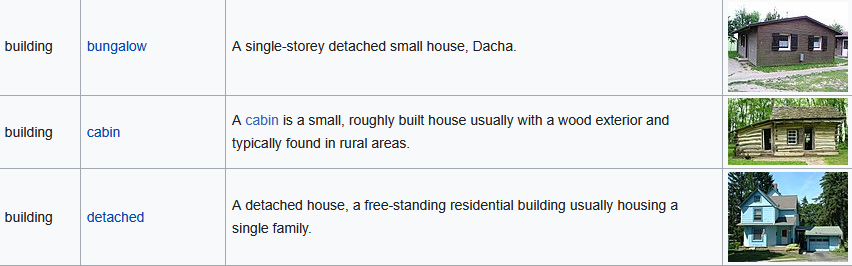 building bungalow A single-storey detached small house, Dacha.
building cabin A cabin is a small, roughly built house usually with a wood exterior and
typically found in rural areas.
building detached A detached house, a free-standing residential building usually housing a
single family.